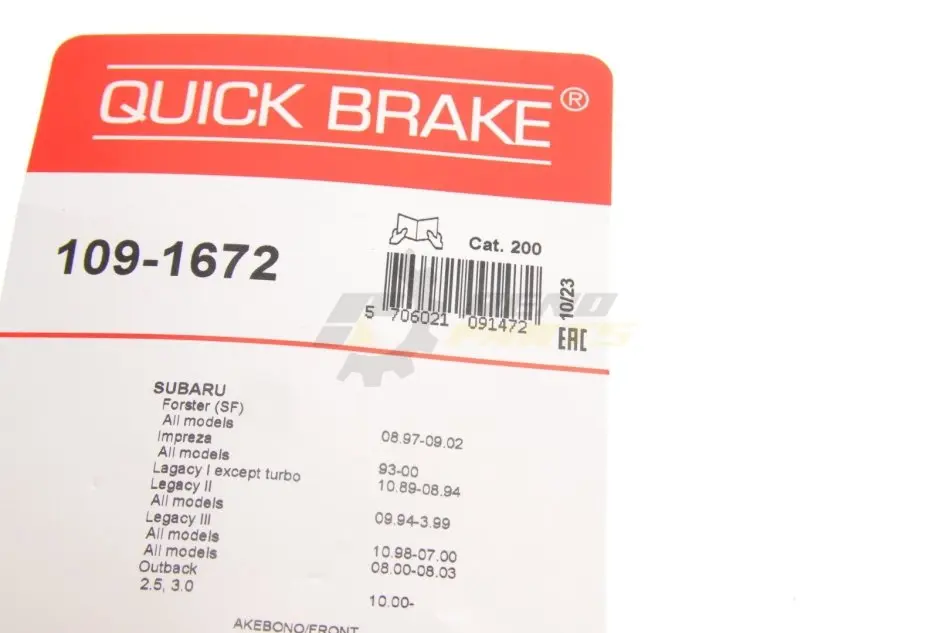 QUICK BRAKE®
109-1672
Cat. 200
5 706021 091472
10/23
EAC
SUBARU
Forster (SF)
All models 08.97-09.02
Impreza
All models 93-00
Lagacy I except turbo 10.89-08.94
Legacy II
All models 09.94-3.99
Legacy III
All models 10.98-07.00
All models 08.00-08.03
Outback
2.5, 3.0 10.00-
AKEBONO/FRONT